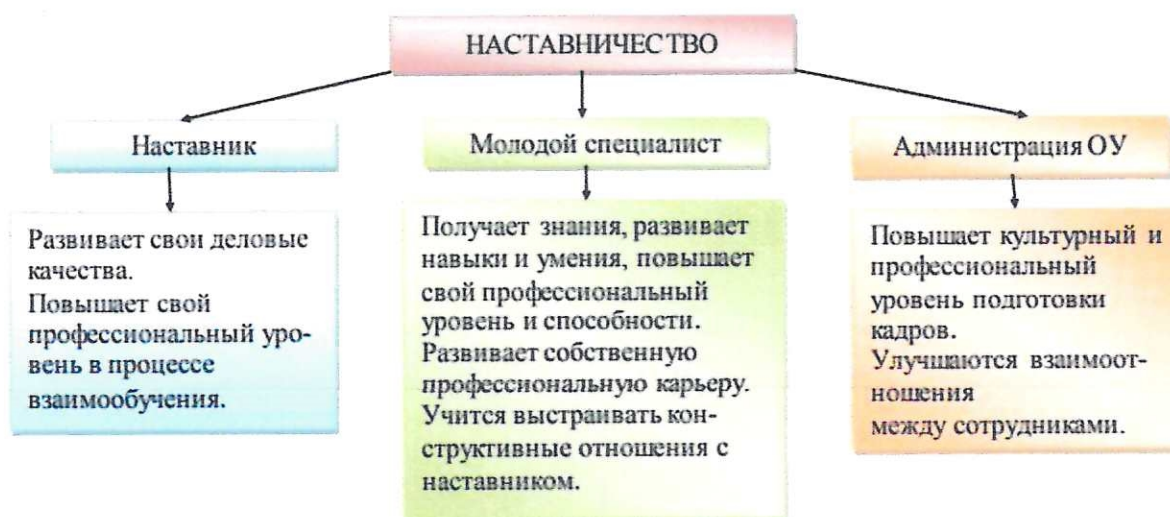 НАСТАВНИЧЕСТВО
Наставник
Развивает свои деловые
качества.
Повышает свой
профессиональный уро-
вень в процессе
взаимообучения.
Молодой специалист
Получает знания, развивает
навыки и умения, повышает
свой профессиональный
уровень и способности.
Развивает собственную
профессиональную карьеру.
Учится выстраивать кон-
структивные отношения с
наставником.
Администрация ОУ
Повышает культурный и
профессиональный
уровень подготовки
кадров.
Улучшаются взаимоот-
ношения
между сотрудниками.